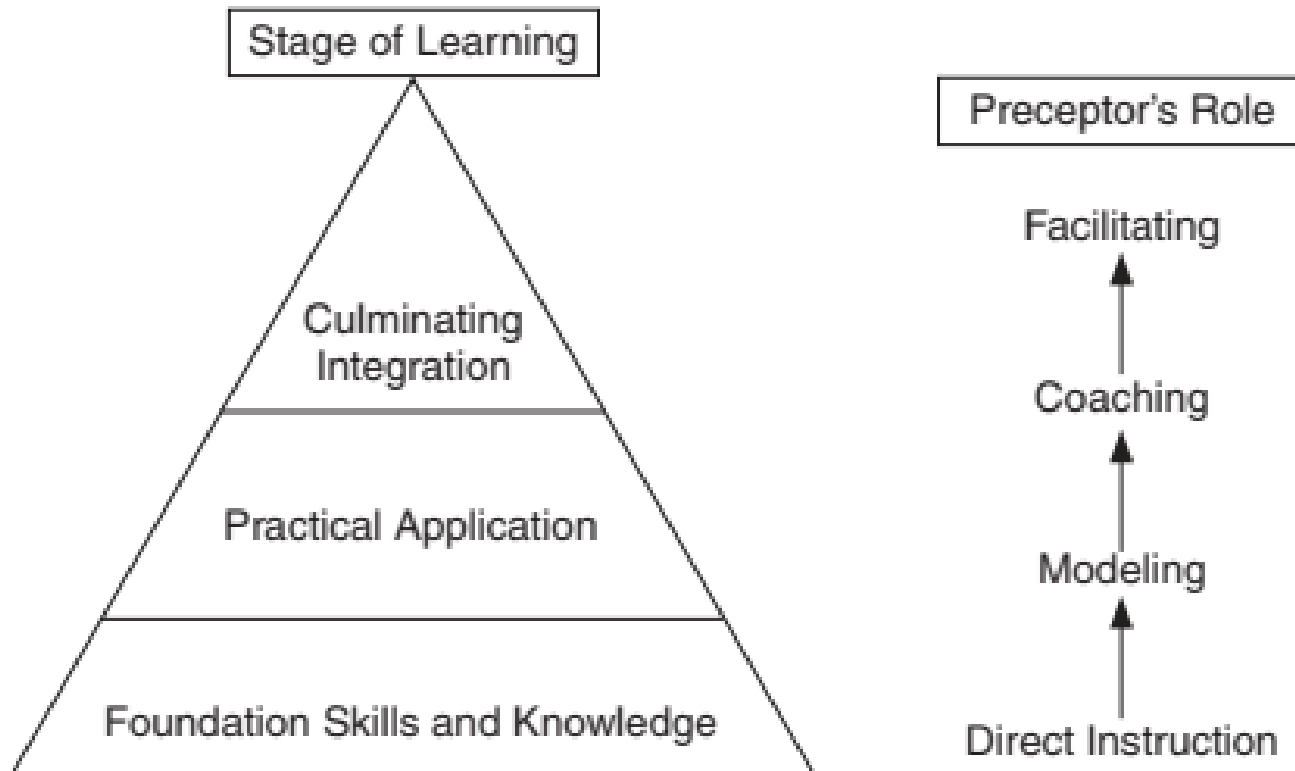 Stage of Learning
Culminating
Integration
Practical Application
Foundation Skills and Knowledge
Preceptor's Role
Facilitating
Coaching
Modeling
Direct Instruction